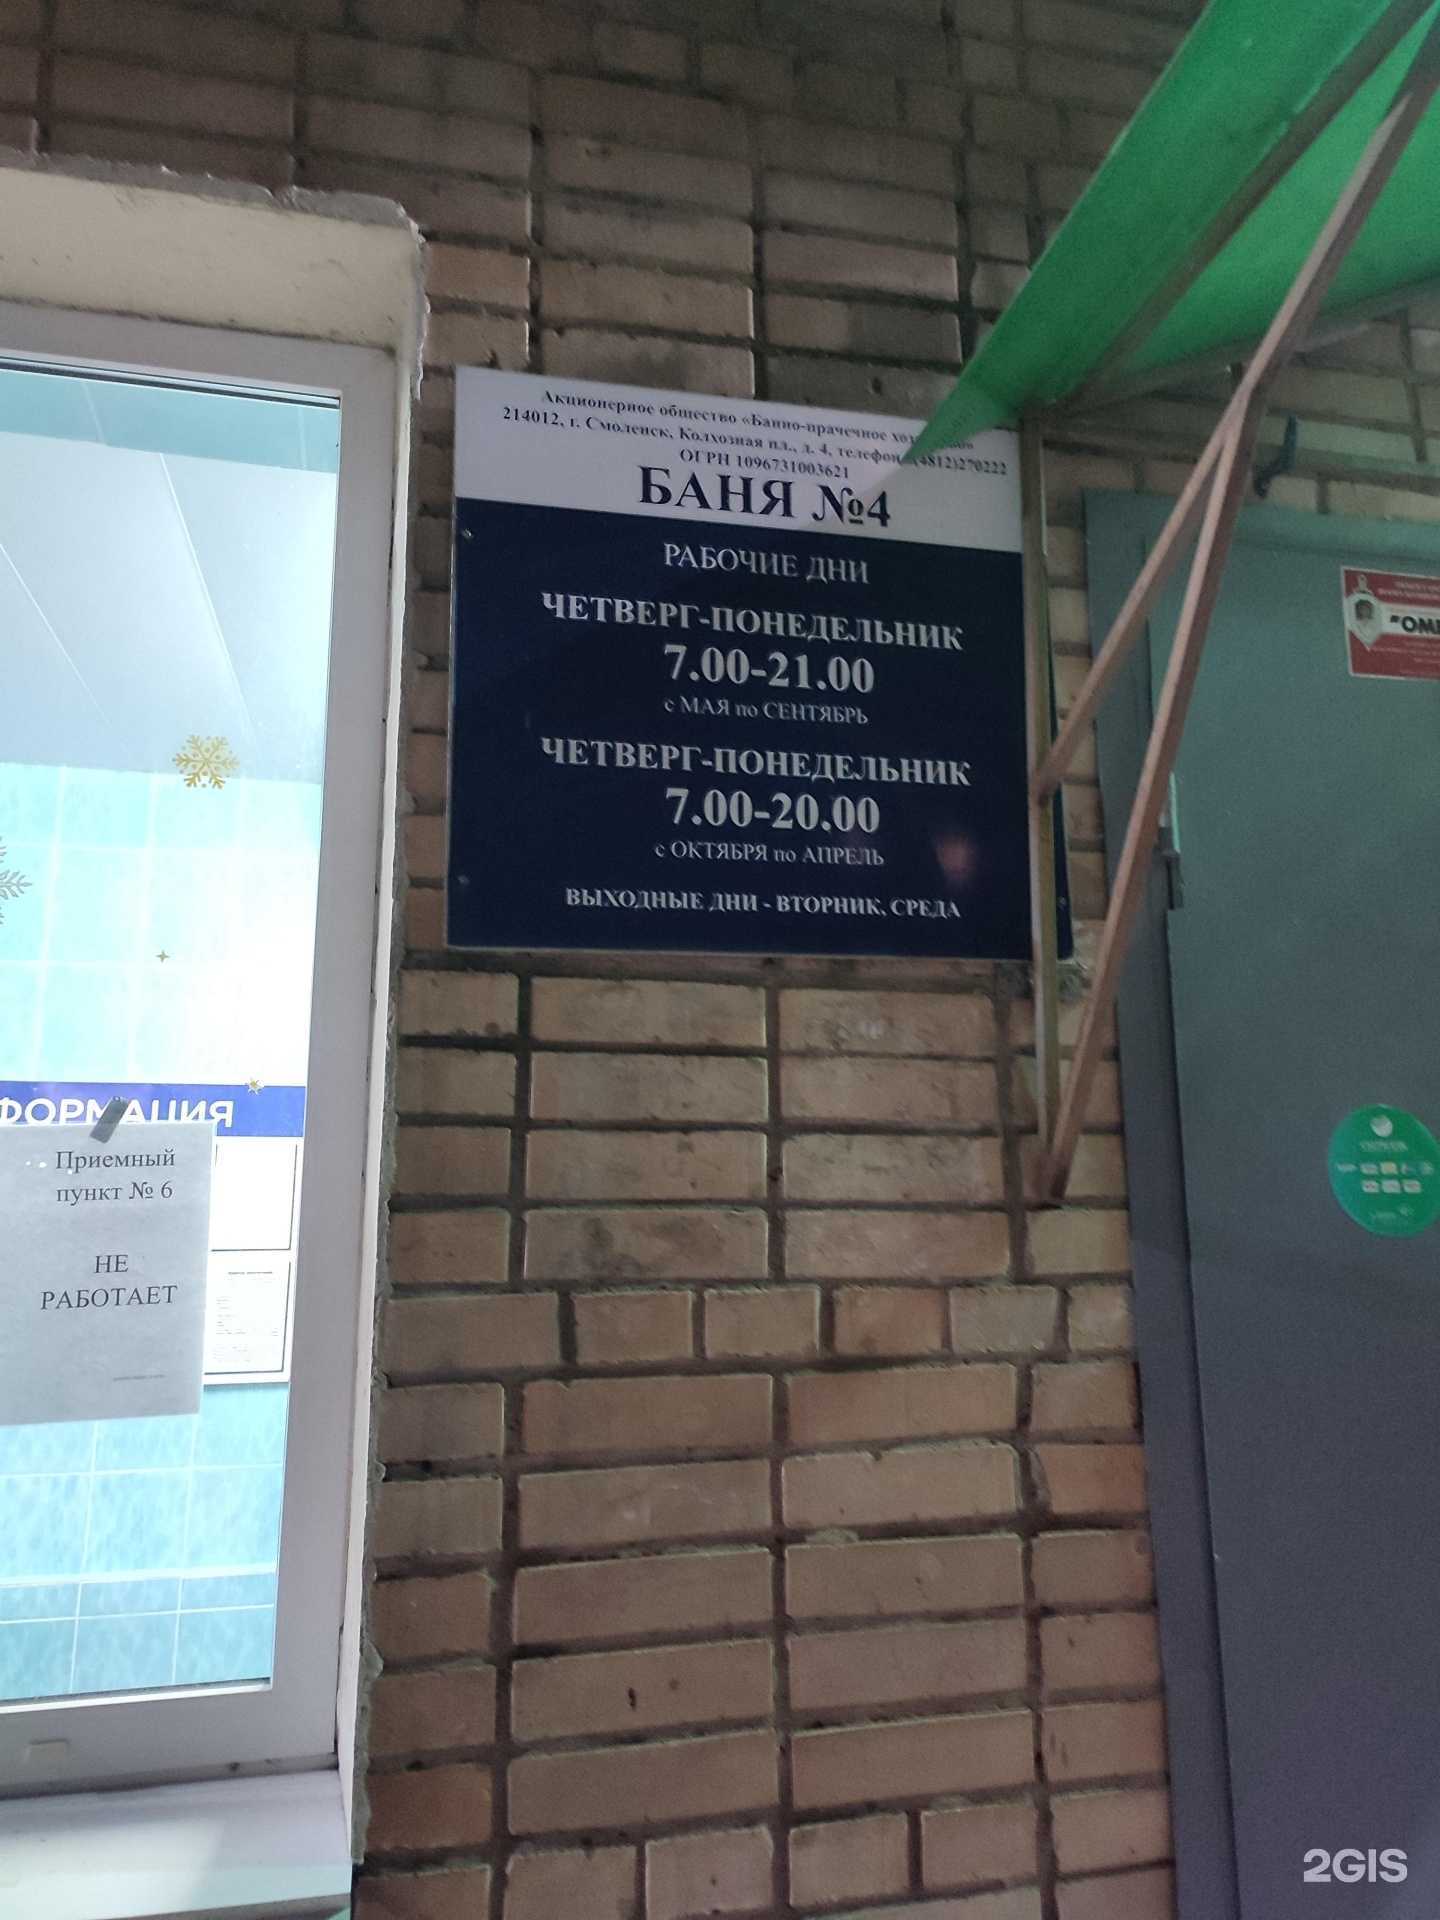 Акционерное общество «Банно-прачечное
214012, г. Смоленск, Колхозная пл., д. 4, телефон (4812)270222
ОГРН 1096731003621
БАНЯ №4
РАБОЧИЕ ДНИ
ЧЕТВЕРГ-ПОНЕДЕЛЬНИК
7.00-21.00
с МАЯ по СЕНТЯБРЬ
ЧЕТВЕРГ-ПОНЕДЕЛЬНИК
7.00-20.00
с ОКТЯБРЯ по АПРЕЛЬ
ВЫХОДНЫЕ ДНИ - ВТОРНИК, СРЕДА
ФОРМАЦИЯ
Приемный
пункт № 6
НЕ
РАБОТАЕТ
2GIS